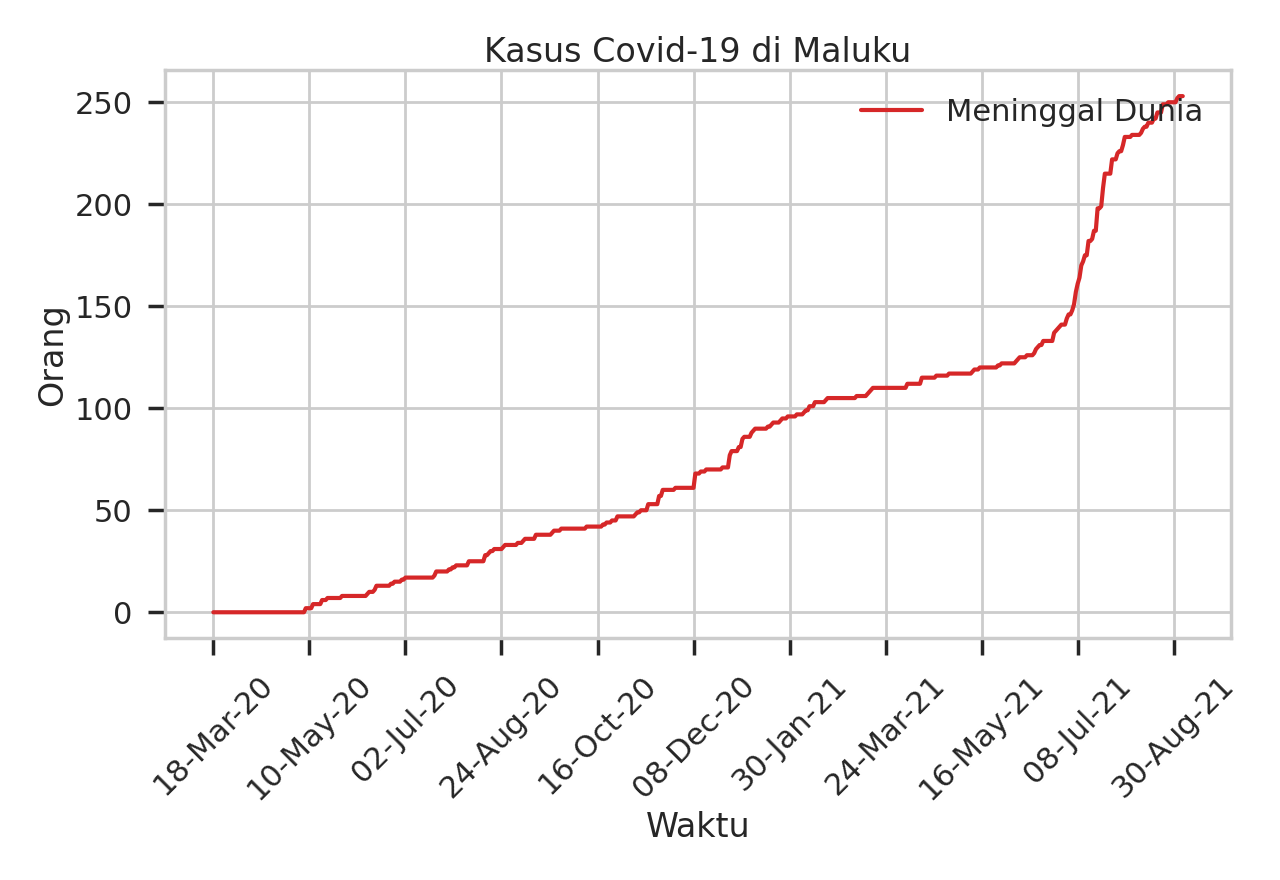 Kasus Covid-19 di Maluku
Meninggal Dunia
Orang
250
200
150
100
50
0
18-Mar-20
10-May-20
02-Jul-20
24-Aug-20
16-Oct-20
08-Dec-20
30-Jan-21
24-Mar-21
16-May-21
08-Jul-21
30-Aug-21
Waktu